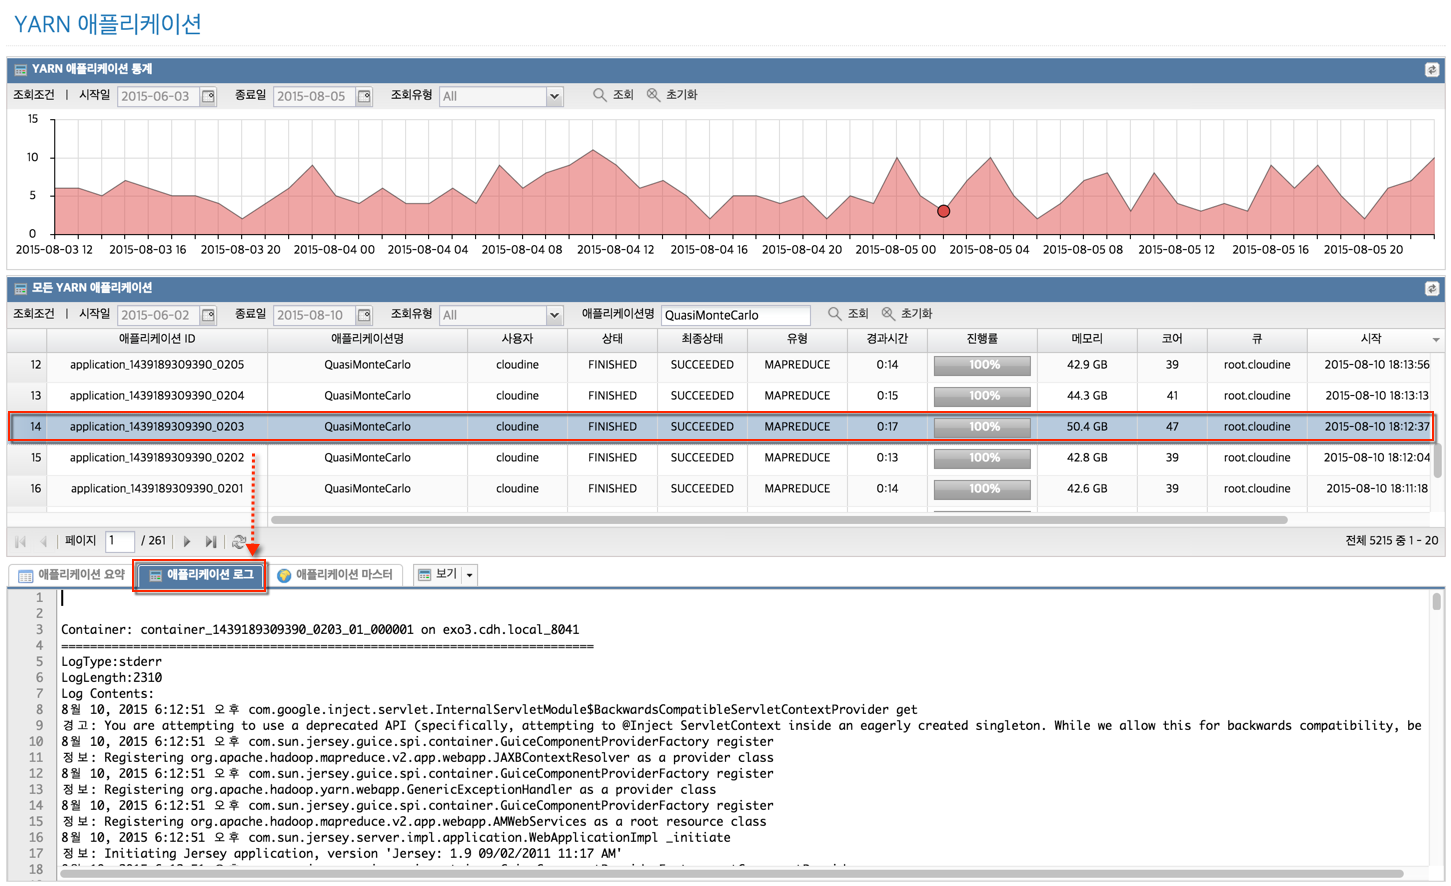 YARN 애플리케이션
YARN 애플리케이션 통계
조회조건 | 시작일 2015-06-03 종료일 2015-08-05 조회유형 All 조회 초기화
15
10
5
0
2015-08-03 12 2015-08-03 16 2015-08-03 20 2015-08-04 00 2015-08-04 04 2015-08-04 08 2015-08-04 12 2015-08-04 16 2015-08-04 20 2015-08-05 00 2015-08-05 04 2015-08-05 08 2015-08-05 12 2015-08-05 16 2015-08-05 20
모든 YARN 애플리케이션
조회조건 | 시작일 2015-06-02 종료일 2015-08-10 조회유형 All 애플리케이션명 QuasiMonteCarlo 조회 초기화
애플리케이션 ID 애플리케이션명 사용자 상태 최종상태 유형 경과시간 진행률 메모리 코어 큐 시작
12 application_1439189309390_0205 QuasiMonteCarlo cloudine FINISHED SUCCEEDED MAPREDUCE 0:14 100% 42.9 GB 39 root.cloudine 2015-08-10 18:13:56
13 application_1439189309390_0204 QuasiMonteCarlo cloudine FINISHED SUCCEEDED MAPREDUCE 0:15 100% 44.3 GB 41 root.cloudine 2015-08-10 18:13:13
14 application_1439189309390_0203 QuasiMonteCarlo cloudine FINISHED SUCCEEDED MAPREDUCE 0:17 100% 50.4 GB 47 root.cloudine 2015-08-10 18:12:37
15 application_1439189309390_0202 QuasiMonteCarlo cloudine FINISHED SUCCEEDED MAPREDUCE 0:13 100% 42.8 GB 39 root.cloudine 2015-08-10 18:12:04
16 application_1439189309390_0201 QuasiMonteCarlo cloudine FINISHED SUCCEEDED MAPREDUCE 0:14 100% 42.6 GB 39 root.cloudine 2015-08-10 18:11:18
페이지 1 / 261 전체 5215 중 1 - 20
애플리케이션 요약 애플리케이션 로그 애플리케이션 마스터 보기
1
2
3 Container: container_1439189309390_0203_01_000001 on exo3.cdh.local_8041
4 ==========================================================================
5 LogType:stderr
6 LogLength:2310
7 Log Contents:
8 8월 10, 2015 6:12:51 오후 com.google.inject.servlet.InternalServletModule$BackwardsCompatibleServletContextProvider get
9 경고: You are attempting to use a deprecated API (specifically, attempting to @Inject ServletContext inside an eagerly created singleton. While we allow this for backwards compatibility, be
10 8월 10, 2015 6:12:51 오후 com.sun.jersey.guice.spi.container.GuiceComponentProviderFactory register
11 정보: Registering org.apache.hadoop.mapreduce.v2.app.webapp.JAXBContextResolver as a provider class
12 8월 10, 2015 6:12:51 오후 com.sun.jersey.guice.spi.container.GuiceComponentProviderFactory register
13 정보: Registering org.apache.hadoop.yarn.webapp.GenericExceptionHandler as a provider class
14 8월 10, 2015 6:12:51 오후 com.sun.jersey.guice.spi.container.GuiceComponentProviderFactory register
15 정보: Registering org.apache.hadoop.mapreduce.v2.app.webapp.AMWebServices as a root resource class
16 8월 10, 2015 6:12:51 오후 com.sun.jersey.server.impl.application.WebApplicationImpl _initiate
17 정보: Initiating Jersey application, version 'Jersey: 1.9 09/02/2011 11:17 AM'
18